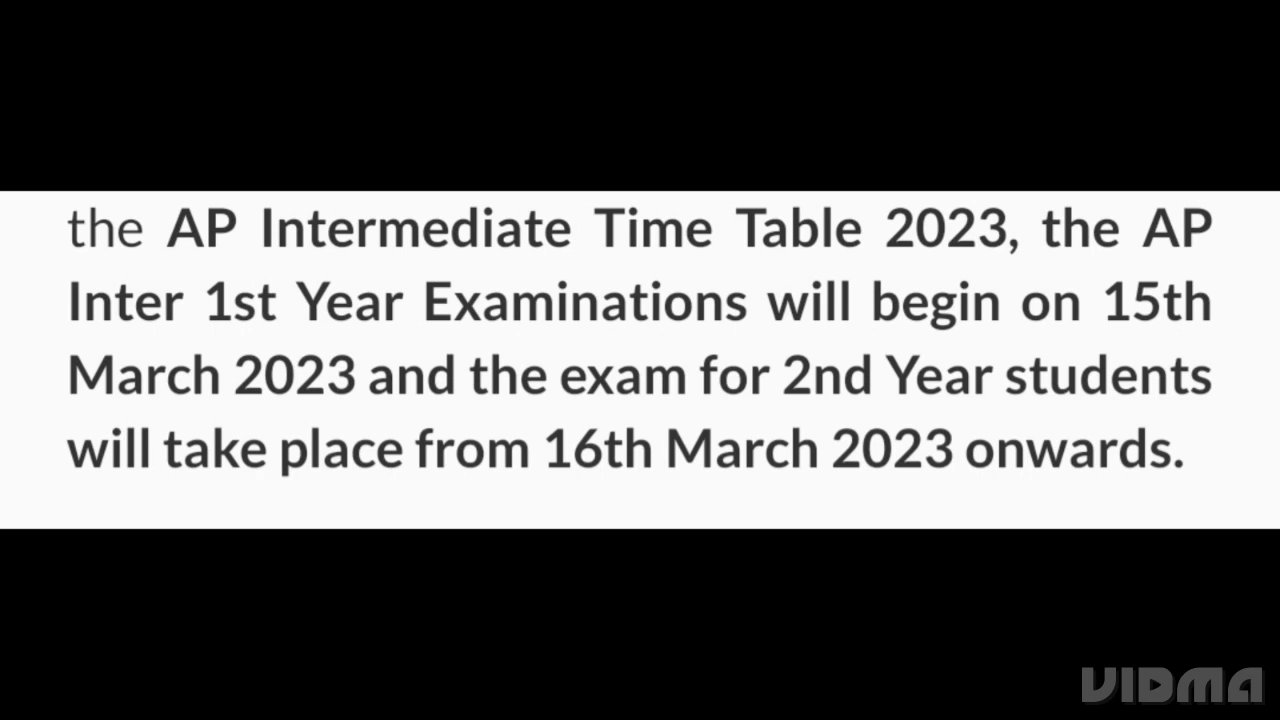 the AP Intermediate Time Table 2023, the AP
Inter 1st Year Examinations will begin on 15th
March 2023 and the exam for 2nd Year students
will take place from 16th March 2023 onwards.
VIDMA